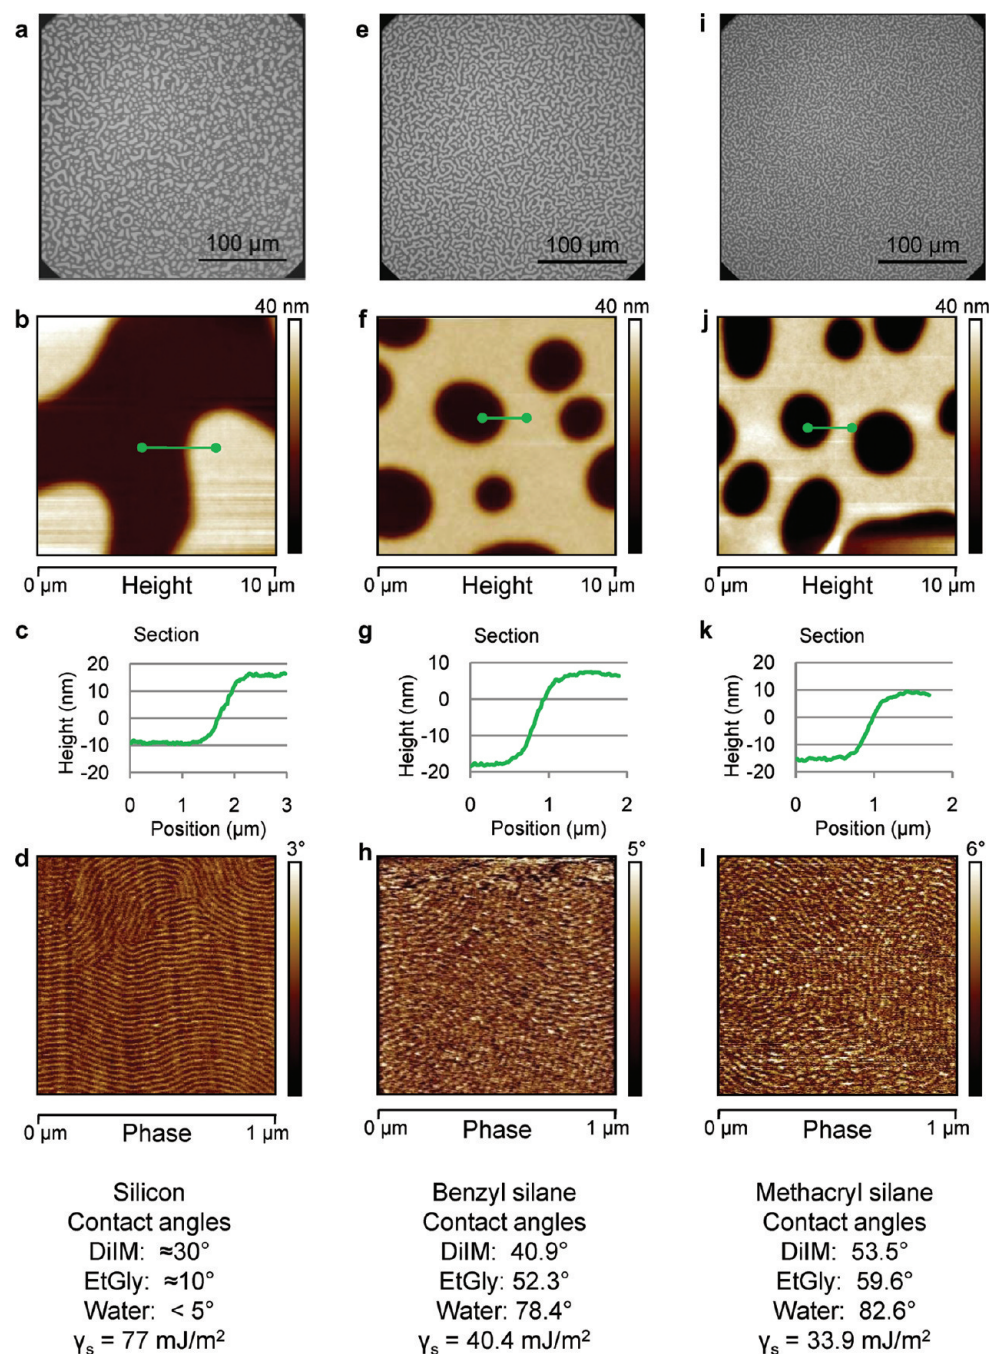 a
e
i
100 µm
100 µm
100 µm
b
40 nm
f
40 nm
j
40 nm
0 µm
Height
10 µm
0 µm
Height
10 µm
0 µm
Height
10 µm
c
Section
Height (nm)
20
10
0
-10
-20
0
1
2
3
Position (µm)
g
Section
Height (nm)
10
0
-10
-20
0
1
2
Position (µm)
k
Section
Height (nm)
20
10
0
-10
-20
0
1
2
Position (µm)
d
3°
h
5°
l
6°
0 µm
Phase
1 µm
0 µm
Phase
1 µm
0 µm
Phase
1 µm
Silicon
Contact angles
DiIM: ≈30°
EtGly: ≈10°
Water: < 5°
γs = 77 mJ/m²
Benzyl silane
Contact angles
DiIM: 40.9°
EtGly: 52.3°
Water: 78.4°
γs = 40.4 mJ/m²
Methacryl silane
Contact angles
DiIM: 53.5°
EtGly: 59.6°
Water: 82.6°
γs = 33.9 mJ/m²